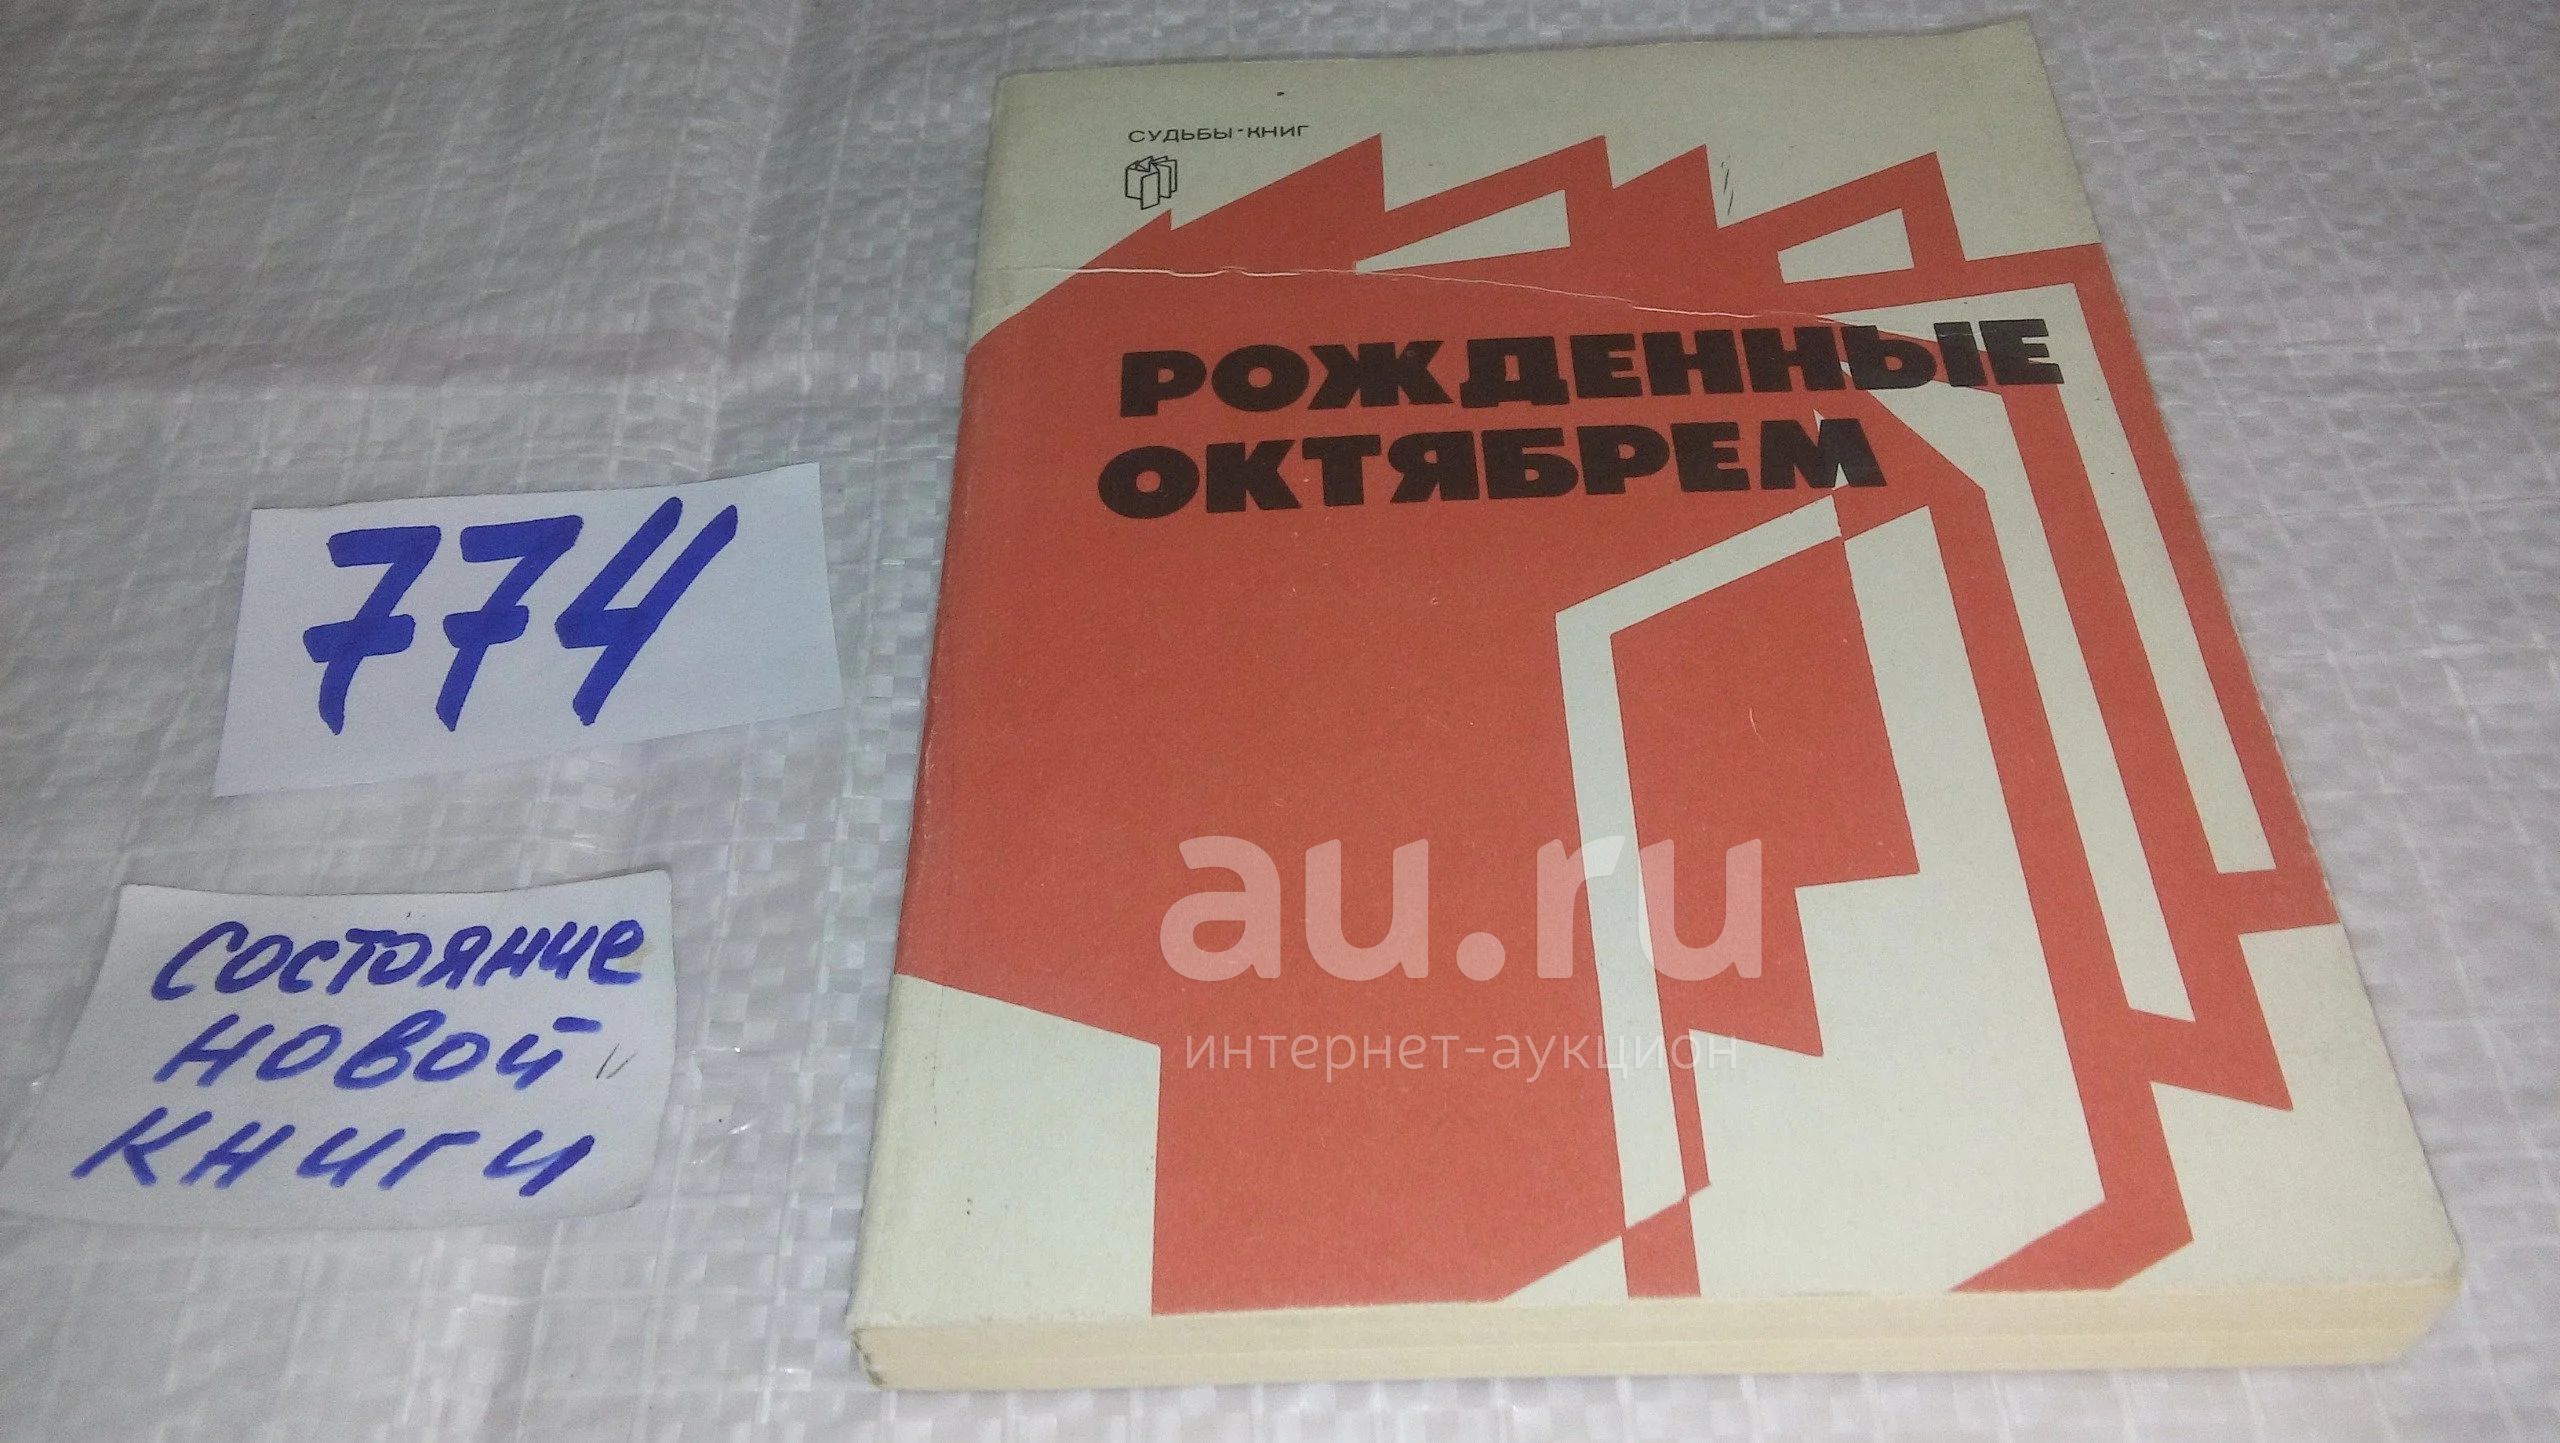 СУДЬБЫ·КНИГ
РОЖДЕННЫЕ
ОКТЯБРЕМ
774
состояние
новой
книги
au.ru
интернет-аукцион